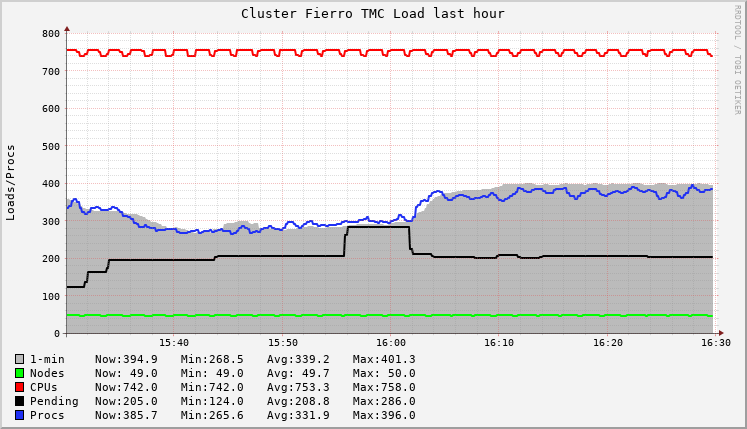 Cluster Fierro TMC Load last hour
RRDTOOL / TOBI OETIKER
Loads/Procs
800
700
600
500
400
300
200
100
0
15:40 15:50 16:00 16:10 16:20 16:30
1-min Now:394.9 Min:268.5 Avg:339.2 Max:401.3
Nodes Now: 49.0 Min: 49.0 Avg: 49.7 Max: 50.0
CPUs Now:742.0 Min:742.0 Avg:753.3 Max:758.0
Pending Now:205.0 Min:124.0 Avg:208.8 Max:286.0
Procs Now:385.7 Min:265.6 Avg:331.9 Max:396.0